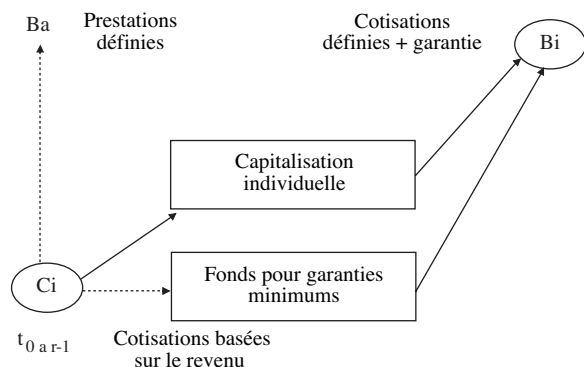 Ba
Prestations
définies
Cotisations
définies + garantie
Bi
Capitalisation
individuelle
Ci
Fonds pour garanties
minimums
t0 a r-1
Cotisations basées
sur le revenu